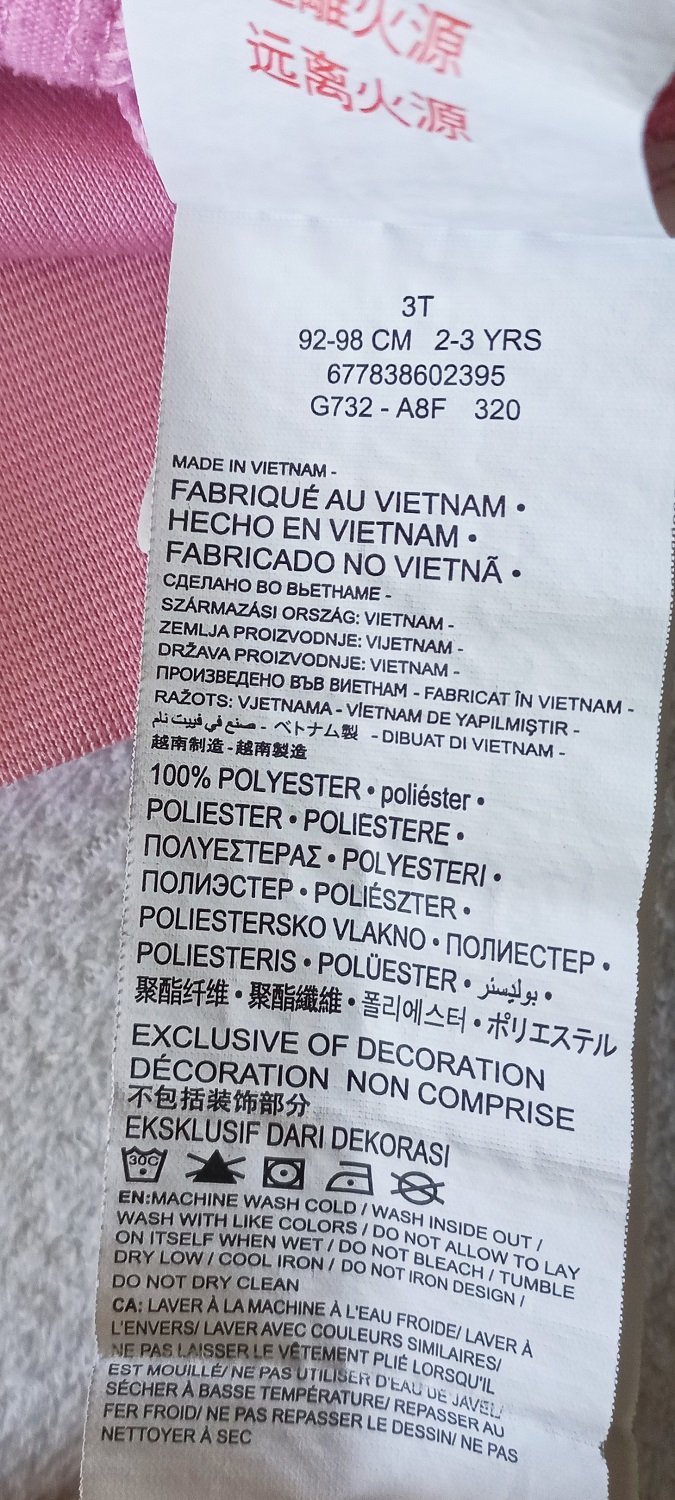 離火源
远离火源
3T
92-98 CM 2-3 YRS
677838602395
G732 - A8F 320
MADE IN VIETNAM -
FABRIQUÉ AU VIETNAM •
HECHO EN VIETNAM •
FABRICADO NO VIETNÃ •
СДЕЛАНО ВО ВЬЕТНАМЕ -
SZÁRMAZÁSI ORSZÁG: VIETNAM -
ZEMLJA PROIZVODNJE: VIJETNAM -
DRŽAVA PROIZVODNJE: VIETNAM -
ПРОИЗВЕДЕНО ВЪВ ВИЕТНАМ - FABRICAT ÎN VIETNAM -
RAŽOTS: VJETNAMA - VİETNAM DE YAPILMIŞTIR -
صنع في فييت نام - ベトナム製 - DIBUAT DI VIETNAM -
越南制造 - 越南製造
100% POLYESTER • poliéster •
POLIESTER • POLIESTERE •
ΠΟΛΥΕΣΤΕΡΑΣ • POLYESTERI •
ПОЛИЭСТЕР • POLIÉSZTER •
POLIESTERSKO VLAKNO • ПОЛИЕСТЕР •
POLIESTERIS • POLÜESTER • بوليستر •
聚酯纤维 • 聚酯纖維 • 폴리에스터 • ポリエステル
EXCLUSIVE OF DECORATION
DÉCORATION NON COMPRISE
不包括装饰部分
EKSKLUSIF DARI DEKORASI
30C
EN:MACHINE WASH COLD / WASH INSIDE OUT /
WASH WITH LIKE COLORS / DO NOT ALLOW TO LAY
ON ITSELF WHEN WET / DO NOT BLEACH / TUMBLE
DRY LOW / COOL IRON / DO NOT IRON DESIGN /
DO NOT DRY CLEAN
CA: LAVER À LA MACHINE À L'EAU FROIDE/ LAVER À
L'ENVERS/ LAVER AVEC COULEURS SIMILAIRES/
NE PAS LAISSER LE VÊTEMENT PLIÉ LORSQU'IL
EST MOUILLÉ/ NE PAS UTILISER D'EAU DE JAVEL/
SÉCHER À BASSE TEMPÉRATURE/ REPASSER AU
FER FROID/ NE PAS REPASSER LE DESSIN/ NE PAS
NETTOYER À SEC